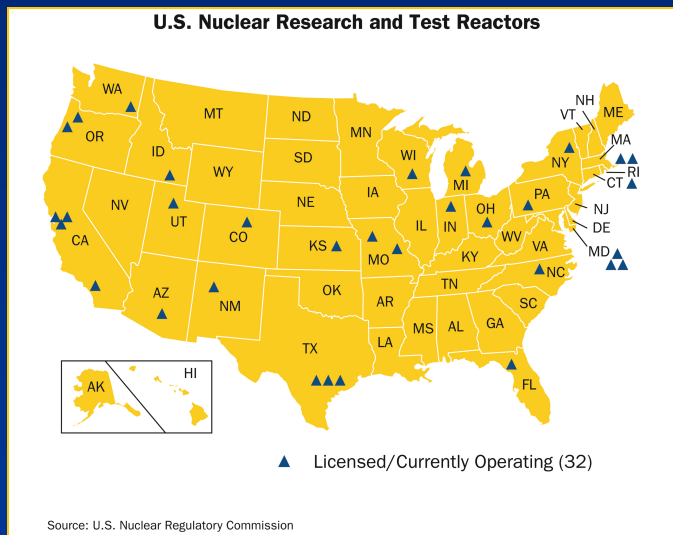 U.S. Nuclear Research and Test Reactors
WA
MT
ND
MN
OR
ID
WY
SD
WI
MI
NY
VT
NH
ME
MA
RI
CT
NJ
DE
MD
PA
NV
UT
CO
NE
IA
IL
IN
OH
WV
VA
CA
KS
MO
KY
NC
TN
AZ
NM
OK
AR
SC
TX
LA
MS
AL
GA
FL
AK
HI
Licensed/Currently Operating (32)
Source: U.S. Nuclear Regulatory Commission